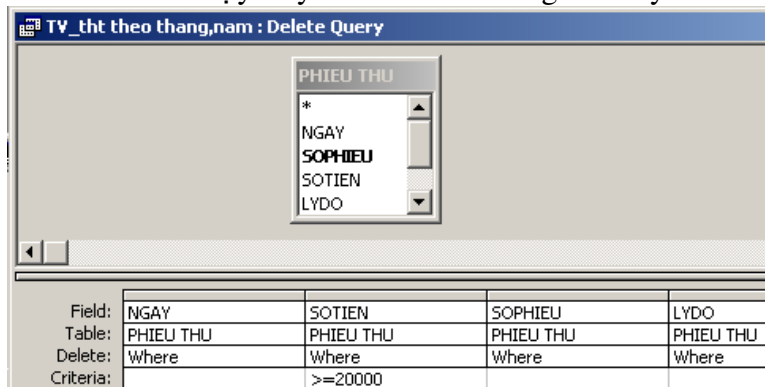 TV_tht theo thang,nam : Delete Query
PHIEU THU
*
NGAY
SOPHIEU
SOTIEN
LYDO
Field: NGAY SOTIEN SOPHIEU LYDO
Table: PHIEU THU PHIEU THU PHIEU THU PHIEU THU
Delete: Where Where Where Where
Criteria: >=20000